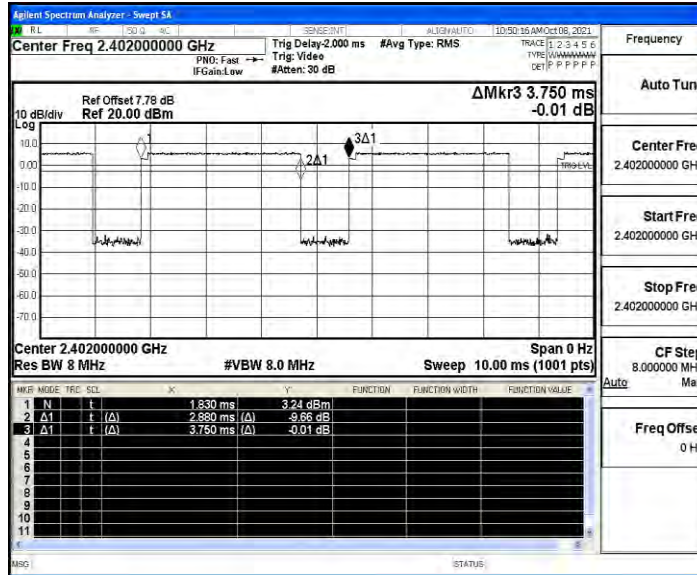 Agilent Spectrum Analyzer - Swept SA
RL RF 50 Ω AC SENSE:INT ALIGN AUTO 10:50:16 AM Oct 08, 2021
Center Freq 2.402000000 GHz
PNO: Fast
IFGain:Low
Trig Delay-2.000 ms
Trig: Video
#Atten: 30 dB
#Avg Type: RMS
TRACE 1 2 3 4 5 6
TYPE WWWWWW
DET P P P P P P
Ref Offset 7.78 dB
10 dB/div Ref 20.00 dBm
Log
ΔMkr3 3.750 ms
-0.01 dB
10.0
0.00
-10.0
-20.0
-30.0
-40.0
-50.0
-60.0
-70.0
1
2Δ1
3Δ1
TRIG LVL
Center 2.402000000 GHz Span 0 Hz
Res BW 8 MHz #VBW 8.0 MHz Sweep 10.00 ms (1001 pts)
MKR MODE TRC SCL X Y FUNCTION FUNCTION WIDTH FUNCTION VALUE
1 N t 1.830 ms 3.24 dBm
2 Δ1 t (Δ) 2.880 ms (Δ) -9.66 dB
3 Δ1 t (Δ) 3.750 ms (Δ) -0.01 dB
4
5
6
7
8
9
10
11
MSG STATUS
Frequency
Auto Tun
Center Fre
2.402000000 GH
Start Fre
2.402000000 GH
Stop Fre
2.402000000 GH
CF Step
8.000000 MH
Auto Ma
Freq Offse
0 H